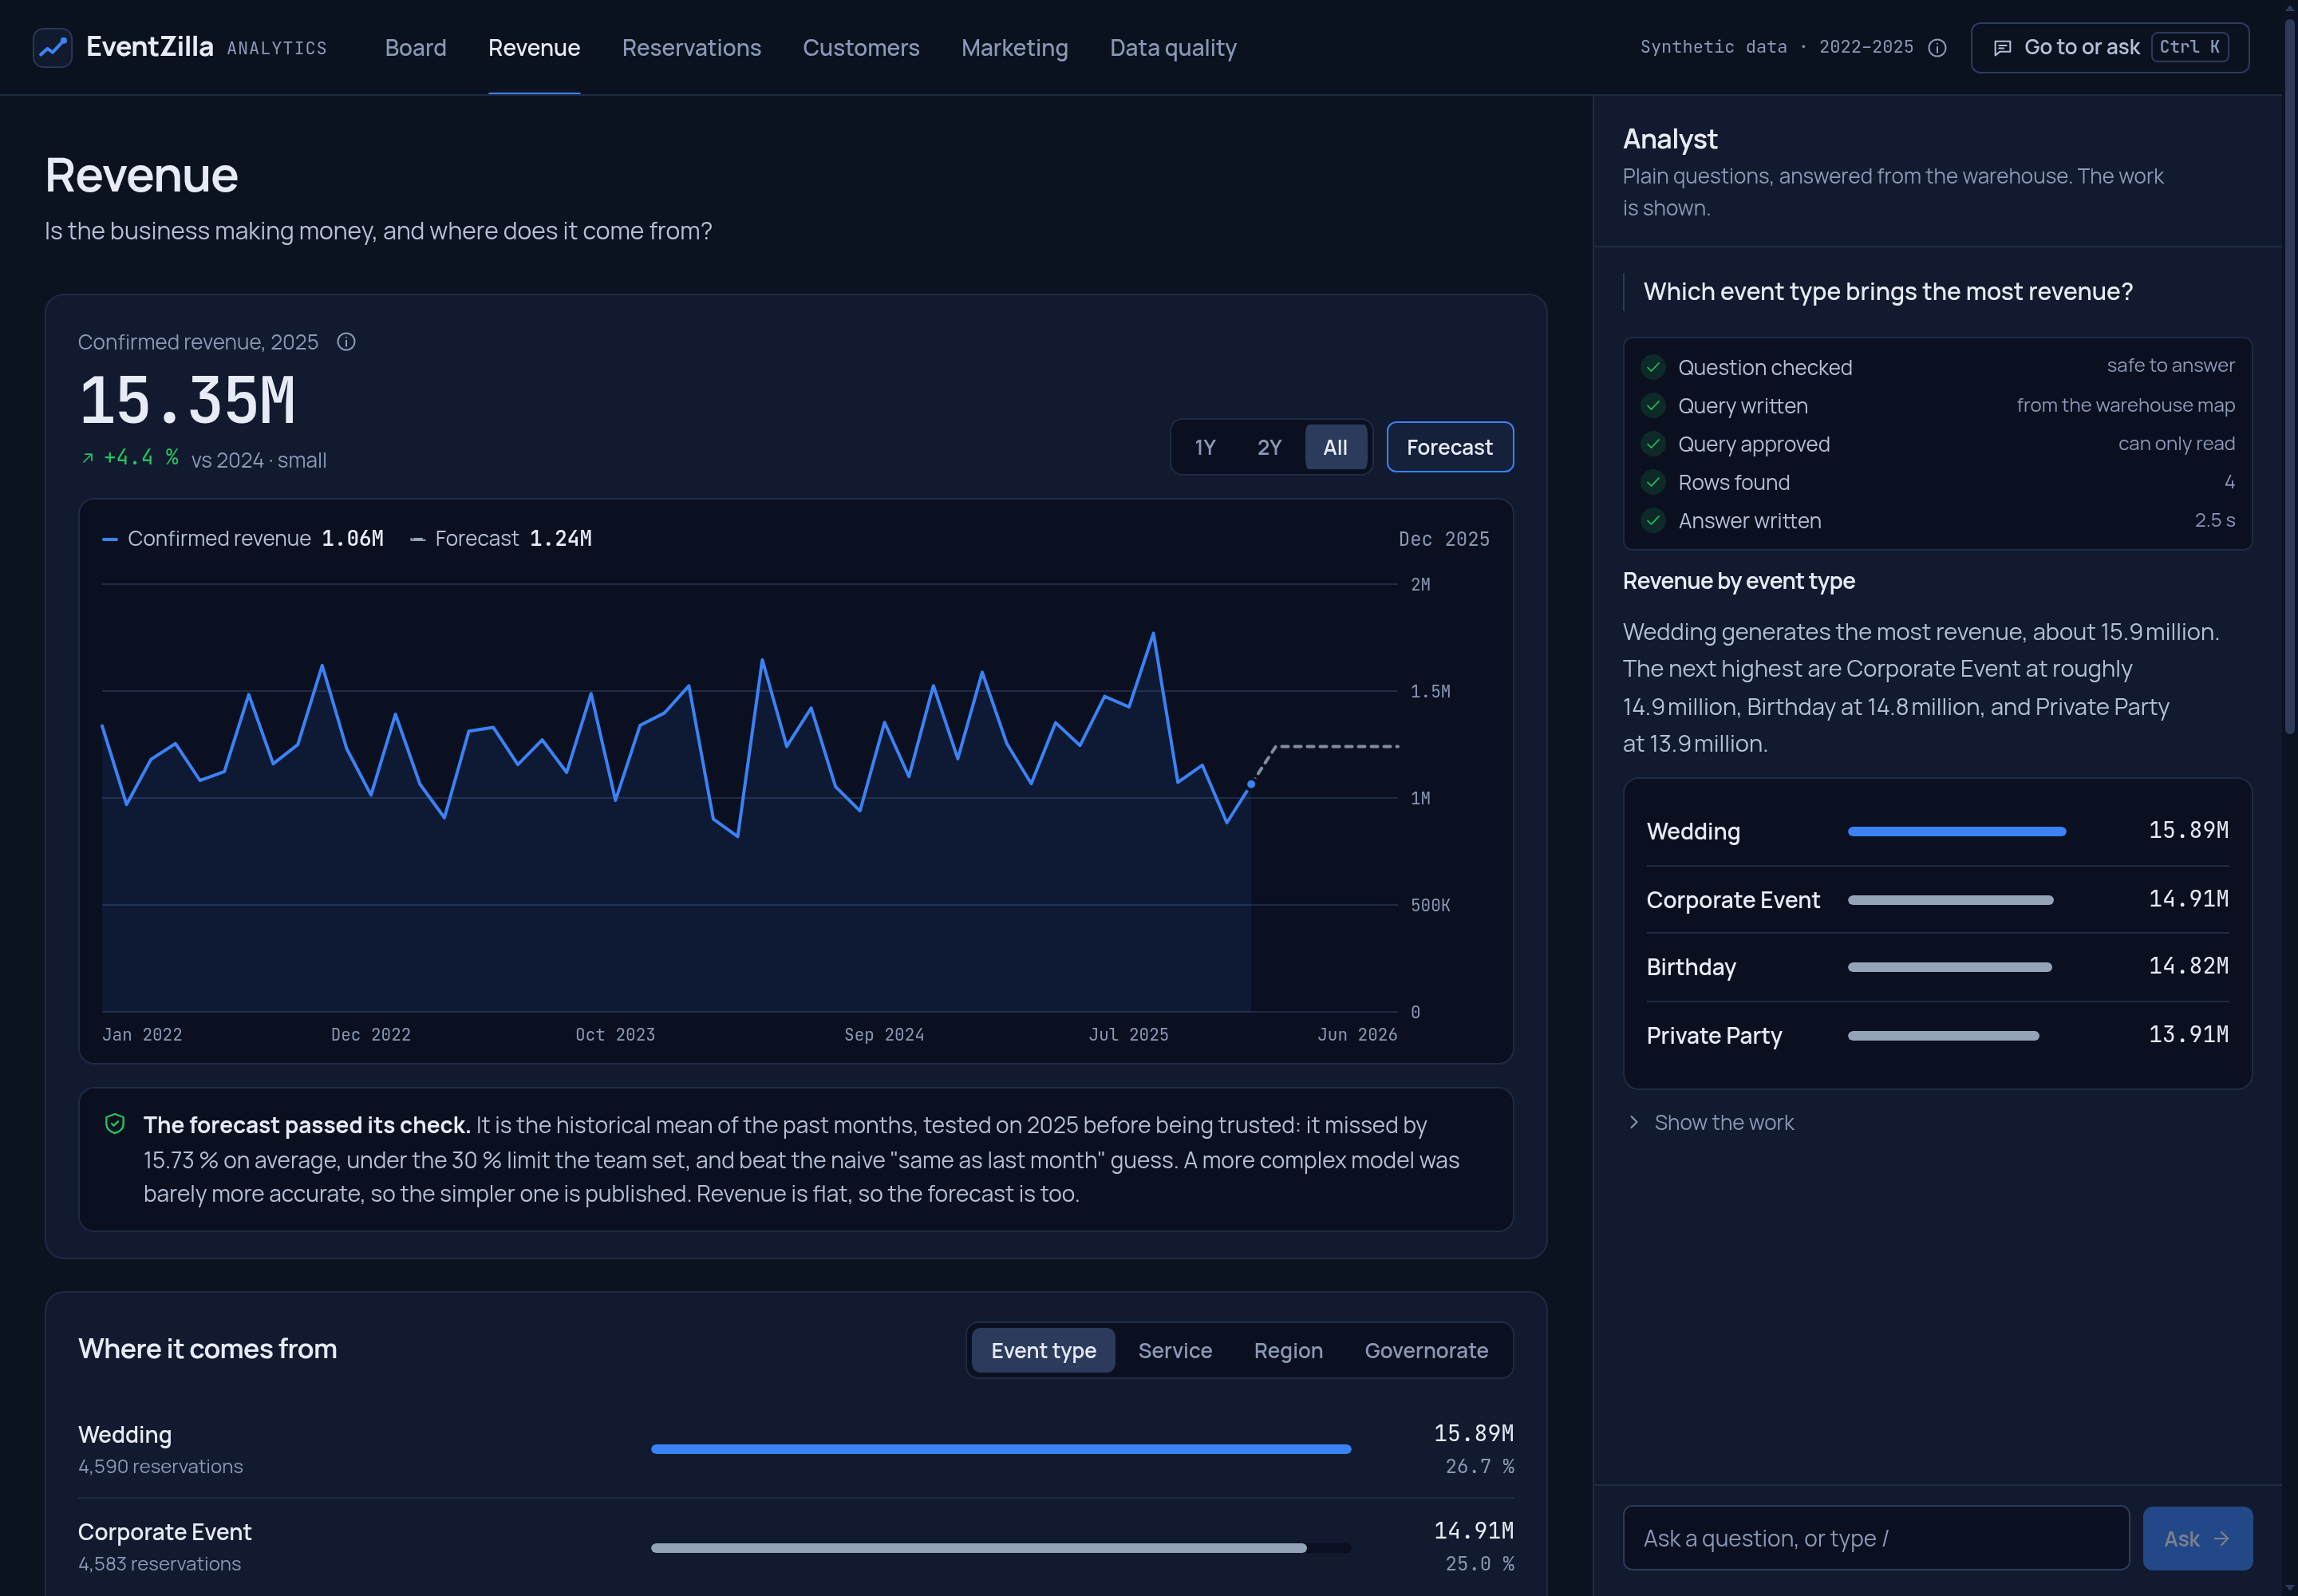 EventZilla ANALYTICS
Board
Revenue
Reservations
Customers
Marketing
Data quality
Synthetic data · 2022–2025
Go to or ask
Ctrl K
Revenue
Is the business making money, and where does it come from?
Confirmed revenue, 2025
15.35M
+4.4 % vs 2024 · small
1Y
2Y
All
Forecast
Confirmed revenue 1.06M
Forecast 1.24M
Dec 2025
2M
1.5M
1M
500K
0
Jan 2022
Dec 2022
Oct 2023
Sep 2024
Jul 2025
Jun 2026
The forecast passed its check. It is the historical mean of the past months, tested on 2025 before being trusted: it missed by
15.73 % on average, under the 30 % limit the team set, and beat the naive "same as last month" guess. A more complex model was
barely more accurate, so the simpler one is published. Revenue is flat, so the forecast is too.
Where it comes from
Event type
Service
Region
Governorate
Wedding
4,590 reservations
15.89M
26.7 %
Corporate Event
4,583 reservations
14.91M
25.0 %
Analyst
Plain questions, answered from the warehouse. The work
is shown.
Which event type brings the most revenue?
Question checked
safe to answer
Query written
from the warehouse map
Query approved
can only read
Rows found
4
Answer written
2.5 s
Revenue by event type
Wedding generates the most revenue, about 15.9 million.
The next highest are Corporate Event at roughly
14.9 million, Birthday at 14.8 million, and Private Party
at 13.9 million.
Wedding
15.89M
Corporate Event
14.91M
Birthday
14.82M
Private Party
13.91M
Show the work
Ask a question, or type /
Ask